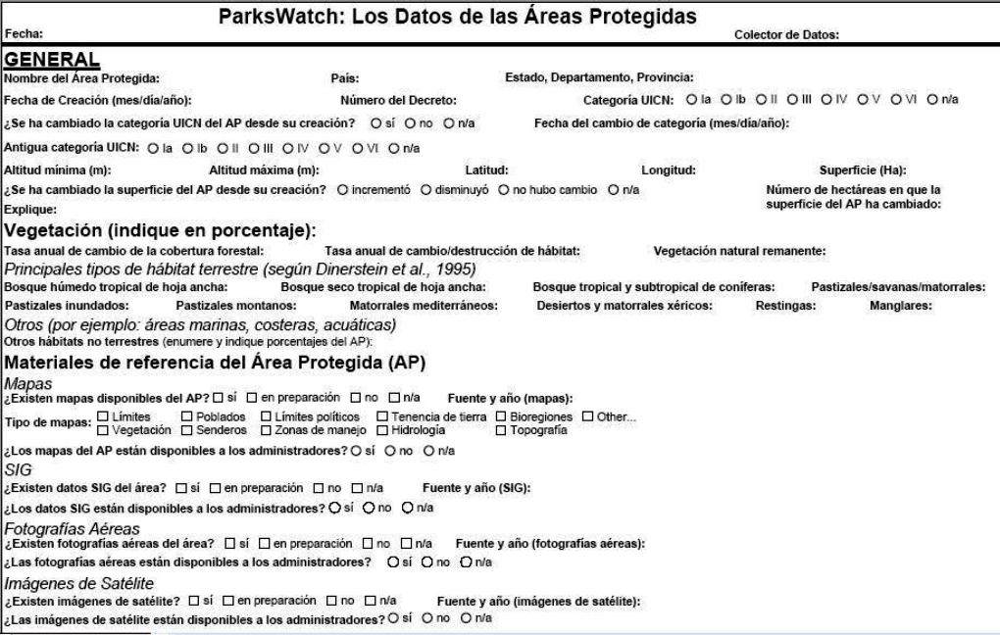 ParksWatch: Los Datos de las Áreas Protegidas
Fecha: Colector de Datos:
GENERAL
Nombre del Área Protegida: País: Estado, Departamento, Provincia:
Fecha de Creación (mes/día/año): Número del Decreto: Categoría UICN: Ia Ib II III IV V VI n/a
¿Se ha cambiado la categoría UICN del AP desde su creación? sí no n/a Fecha del cambio de categoría (mes/día/año):
Antigua categoría UICN: Ia Ib II III IV V VI n/a
Altitud mínima (m): Altitud máxima (m): Latitud: Longitud: Superficie (Ha):
¿Se ha cambiado la superficie del AP desde su creación? incrementó disminuyó no hubo cambio n/a Número de hectáreas en que la
superficie del AP ha cambiado:
Explique:
Vegetación (indique en porcentaje):
Tasa anual de cambio de la cobertura forestal: Tasa anual de cambio/destrucción de hábitat: Vegetación natural remanente:
Principales tipos de hábitat terrestre (según Dinerstein et al., 1995)
Bosque húmedo tropical de hoja ancha: Bosque seco tropical de hoja ancha: Bosque tropical y subtropical de coníferas: Pastizales/savanas/matorrales:
Pastizales inundados: Pastizales montanos: Matorrales mediterráneos: Desiertos y matorrales xéricos: Restingas: Manglares:
Otros (por ejemplo: áreas marinas, costeras, acuáticas)
Otros hábitats no terrestres (enumere y indique porcentajes del AP):
Materiales de referencia del Área Protegida (AP)
Mapas
¿Existen mapas disponibles del AP? sí en preparación no n/a Fuente y año (mapas):
Tipo de mapas: Límites Poblados Límites políticos Tenencia de tierra Bioregiones Other...
Vegetación Senderos Zonas de manejo Hidrología Topografía
¿Los mapas del AP están disponibles a los administradores? sí no n/a
SIG
¿Existen datos SIG del área? sí en preparación no n/a Fuente y año (SIG):
¿Los datos SIG están disponibles a los administradores? sí no n/a
Fotografías Aéreas
¿Existen fotografías aéreas del área? sí en preparación no n/a Fuente y año (fotografías aéreas):
¿Las fotografías aéreas están disponibles a los administradores? sí no n/a
Imágenes de Satélite
¿Existen imágenes de satélite? sí en preparación no n/a Fuente y año (imágenes de satélite):
¿Las imágenes de satélite están disponibles a los administradores? sí no n/a